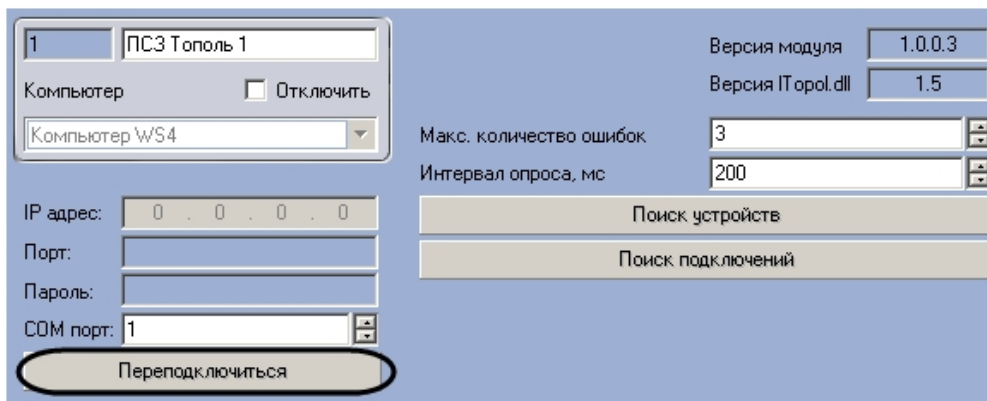 1 ПСЗ Тополь 1
Компьютер Отключить
Компьютер WS4
IP адрес: 0 . 0 . 0 . 0
Порт:
Пароль:
COM порт: 1
Переподключиться
Версия модуля 1.0.0.3
Версия ITopol.dll 1.5
Макс. количество ошибок 3
Интервал опроса, мс 200
Поиск устройств
Поиск подключений